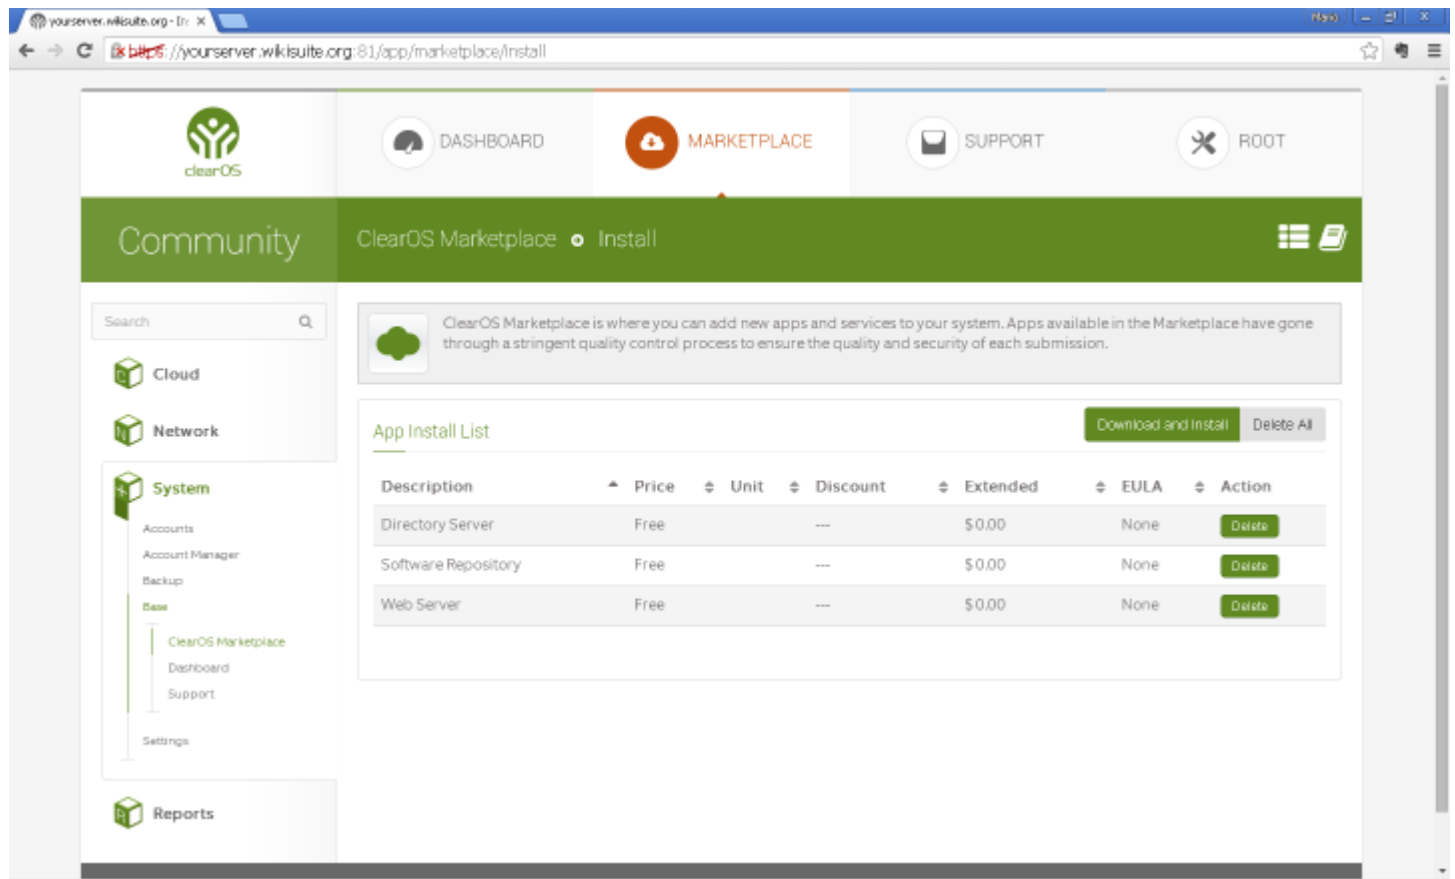 yourserver.wikisuite.org - In
Mario
https://yourserver.wikisuite.org:81/app/marketplace/install
clearOS
DASHBOARD
MARKETPLACE
SUPPORT
ROOT
Community
ClearOS Marketplace Install
Search
ClearOS Marketplace is where you can add new apps and services to your system. Apps available in the Marketplace have gone
through a stringent quality control process to ensure the quality and security of each submission.
Cloud
Network
System
Accounts
Account Manager
Backup
Base
ClearOS Marketplace
Dashboard
Support
Settings
Reports
App Install List
Download and Install Delete All
Description Price Unit Discount Extended EULA Action
Directory Server Free --- $0.00 None Delete
Software Repository Free --- $0.00 None Delete
Web Server Free --- $0.00 None Delete